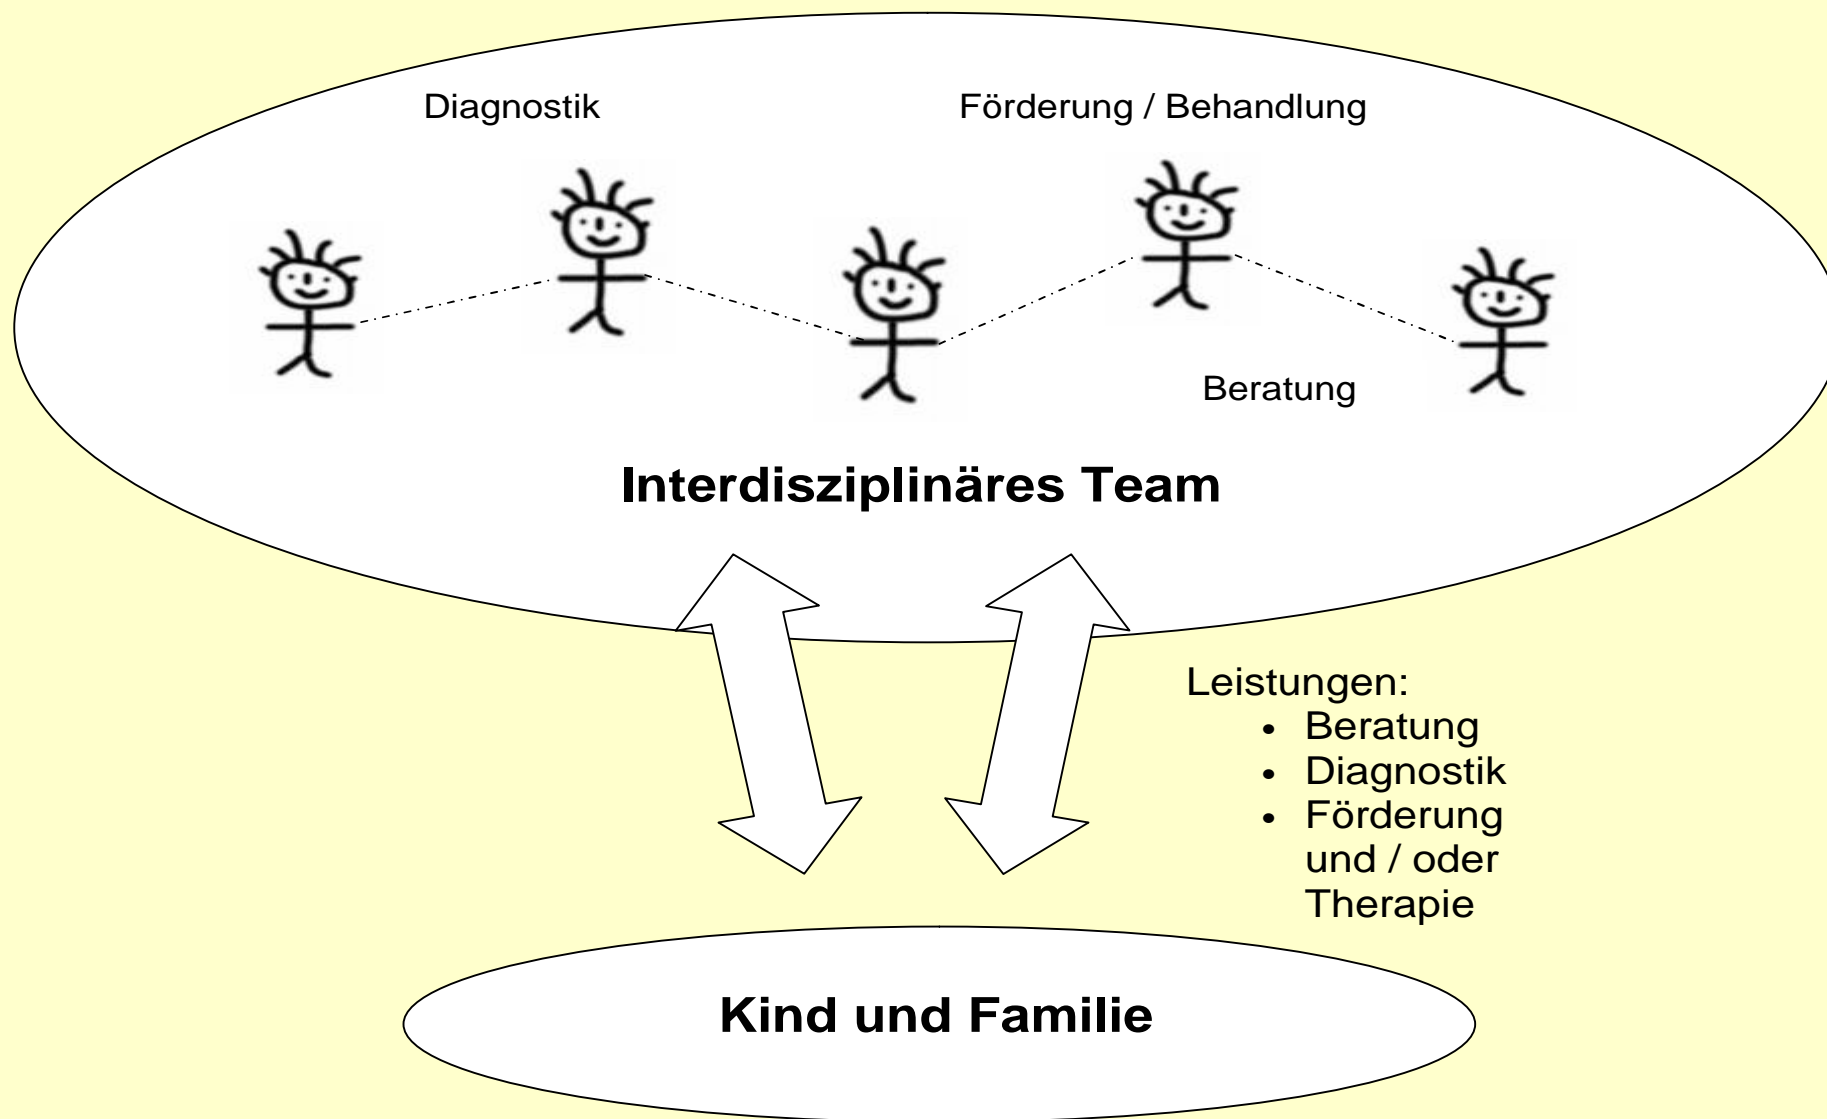 Diagnostik
Förderung / Behandlung
Beratung
Interdisziplinäres Team
Leistungen:
• Beratung
• Diagnostik
• Förderung
und / oder
Therapie
Kind und Familie